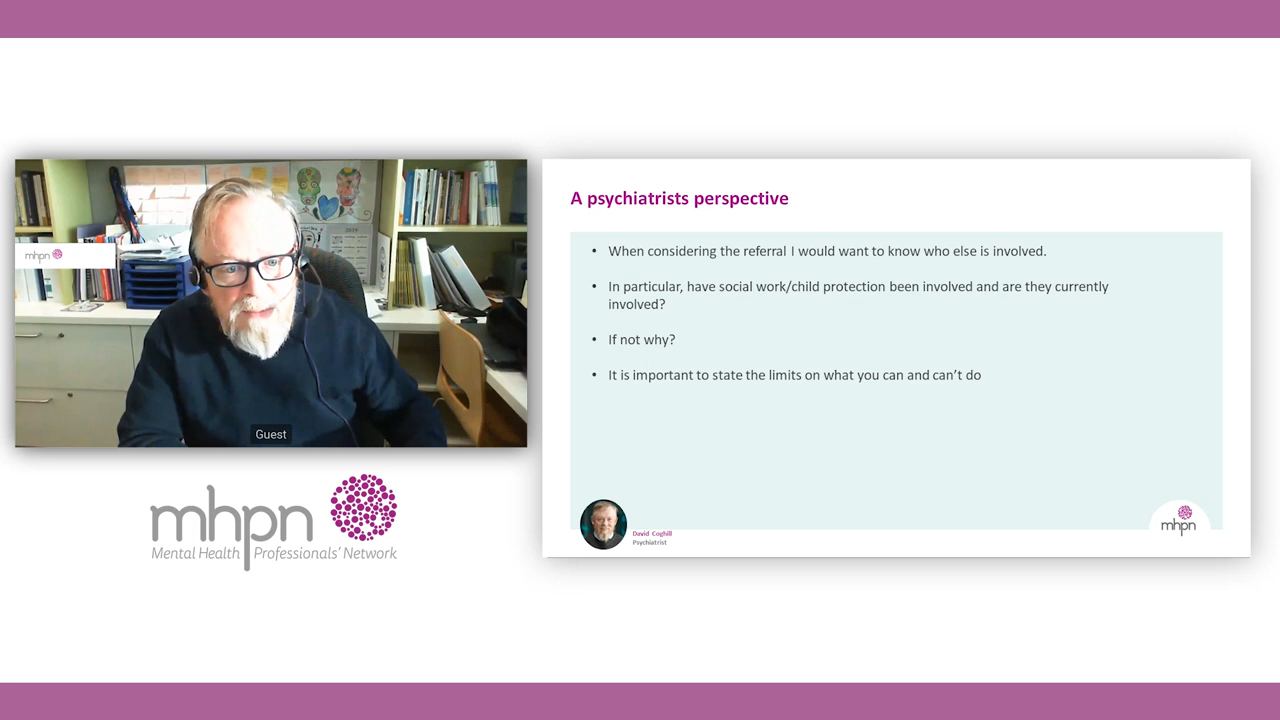 mhpn
2019
Guest
mhpn
Mental Health Professionals' Network
A psychiatrists perspective
• When considering the referral I would want to know who else is involved.
• In particular, have social work/child protection been involved and are they currently
involved?
• If not why?
• It is important to state the limits on what you can and can't do
David Coghill
Psychiatrist
mhpn